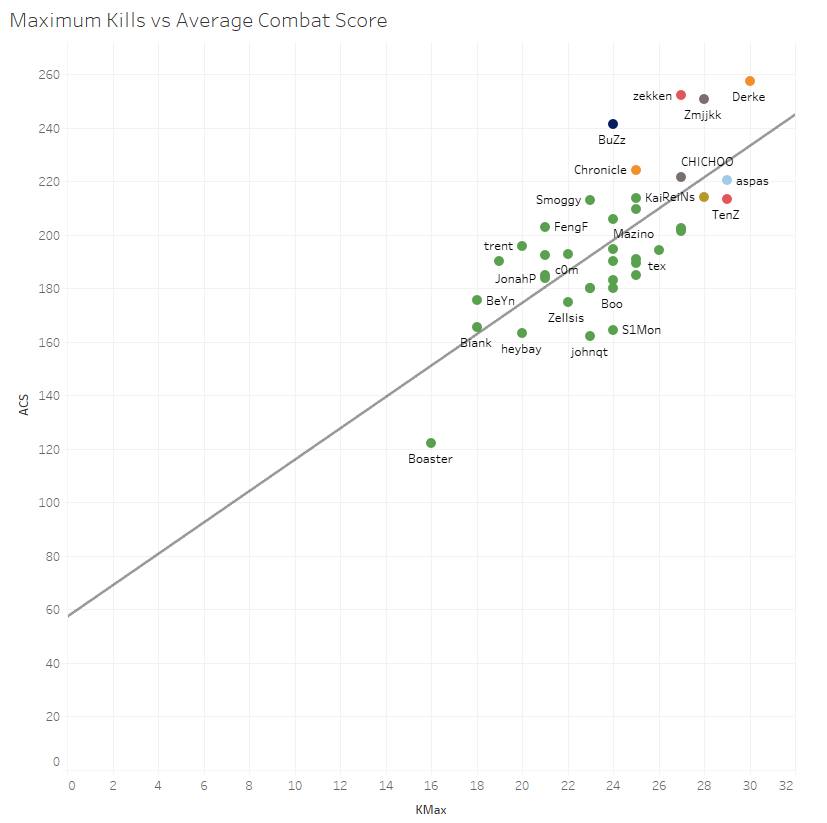 Maximum Kills vs Average Combat Score
260
240
220
200
180
160
140
120
100
80
60
40
20
0
ACS
zekken
Derke
Zmjjkk
BuZz
CHICHOO
Chronicle
aspas
Smoggy
KaiReiNs
TenZ
FengF
Mazino
trent
c0m
tex
JonahP
BeYn
Boo
Zellsis
S1Mon
Blank
heybay
johnqt
Boaster
0 2 4 6 8 10 12 14 16 18 20 22 24 26 28 30 32
KMax